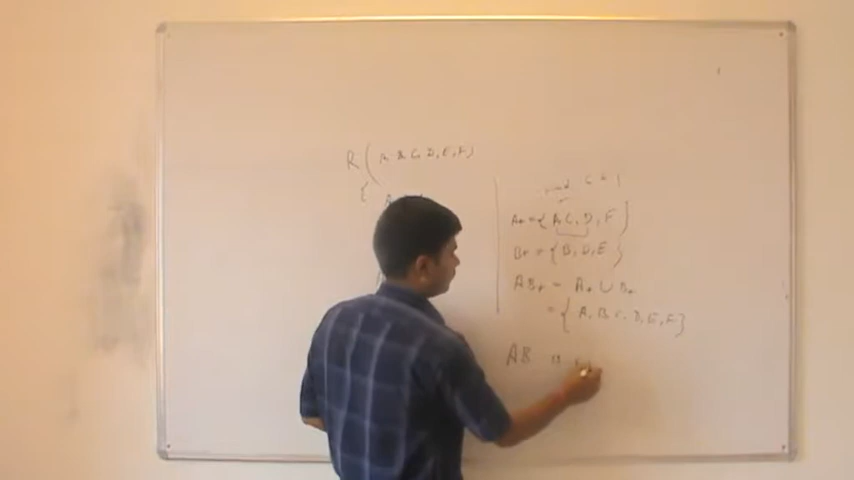 R(A B C, D, E, F)
{
A+ = {A, C, D, F}
B+ = {B, D, E}
AB+ = A+ ∪ B+
= {A, B, C, D, E, F}
AB